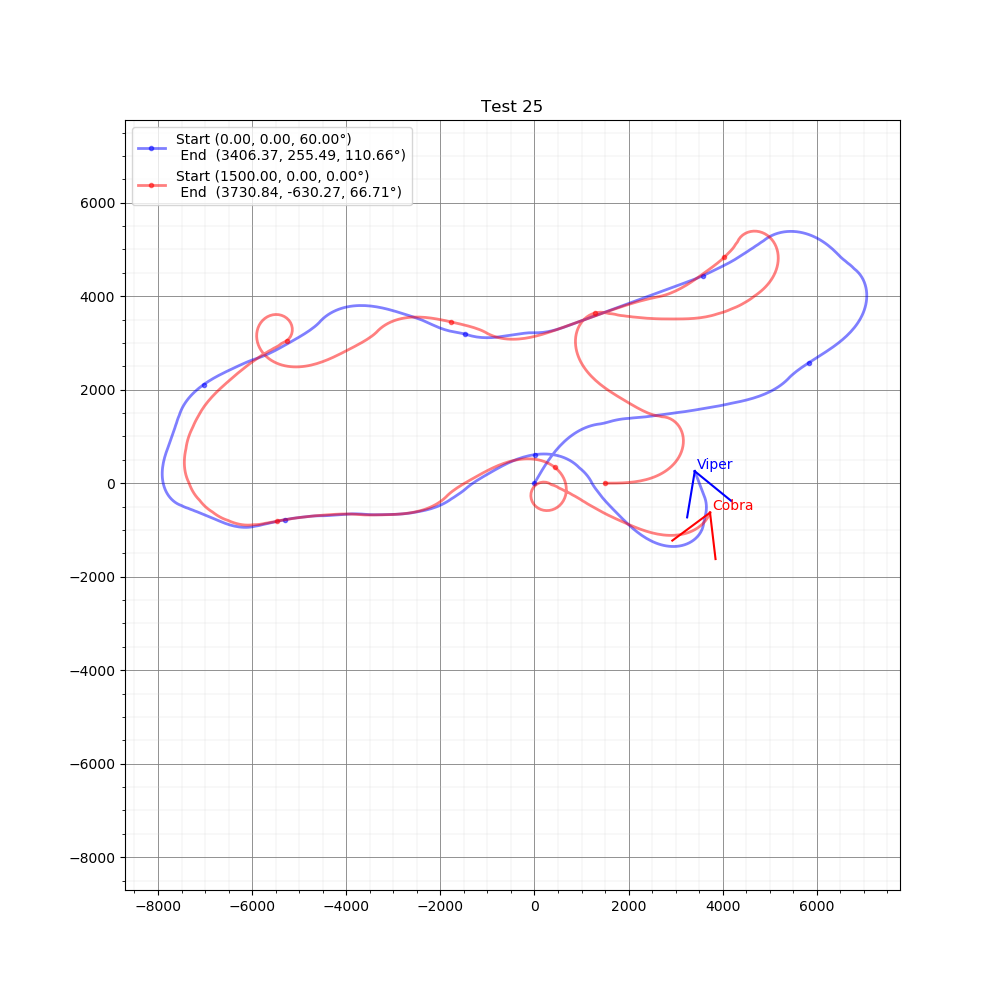 Test 25
Start (0.00, 0.00, 60.00°)
End  (3406.37, 255.49, 110.66°)
Start (1500.00, 0.00, 0.00°)
End  (3730.84, -630.27, 66.71°)
6000
4000
2000
0
−2000
−4000
−6000
−8000
Viper
Cobra
−8000 −6000 −4000 −2000 0 2000 4000 6000